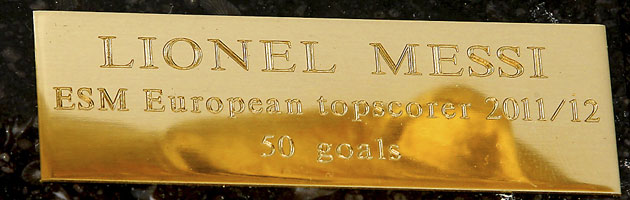 LIONEL MESSI
ESM European topscorer 2011/12
50 goals